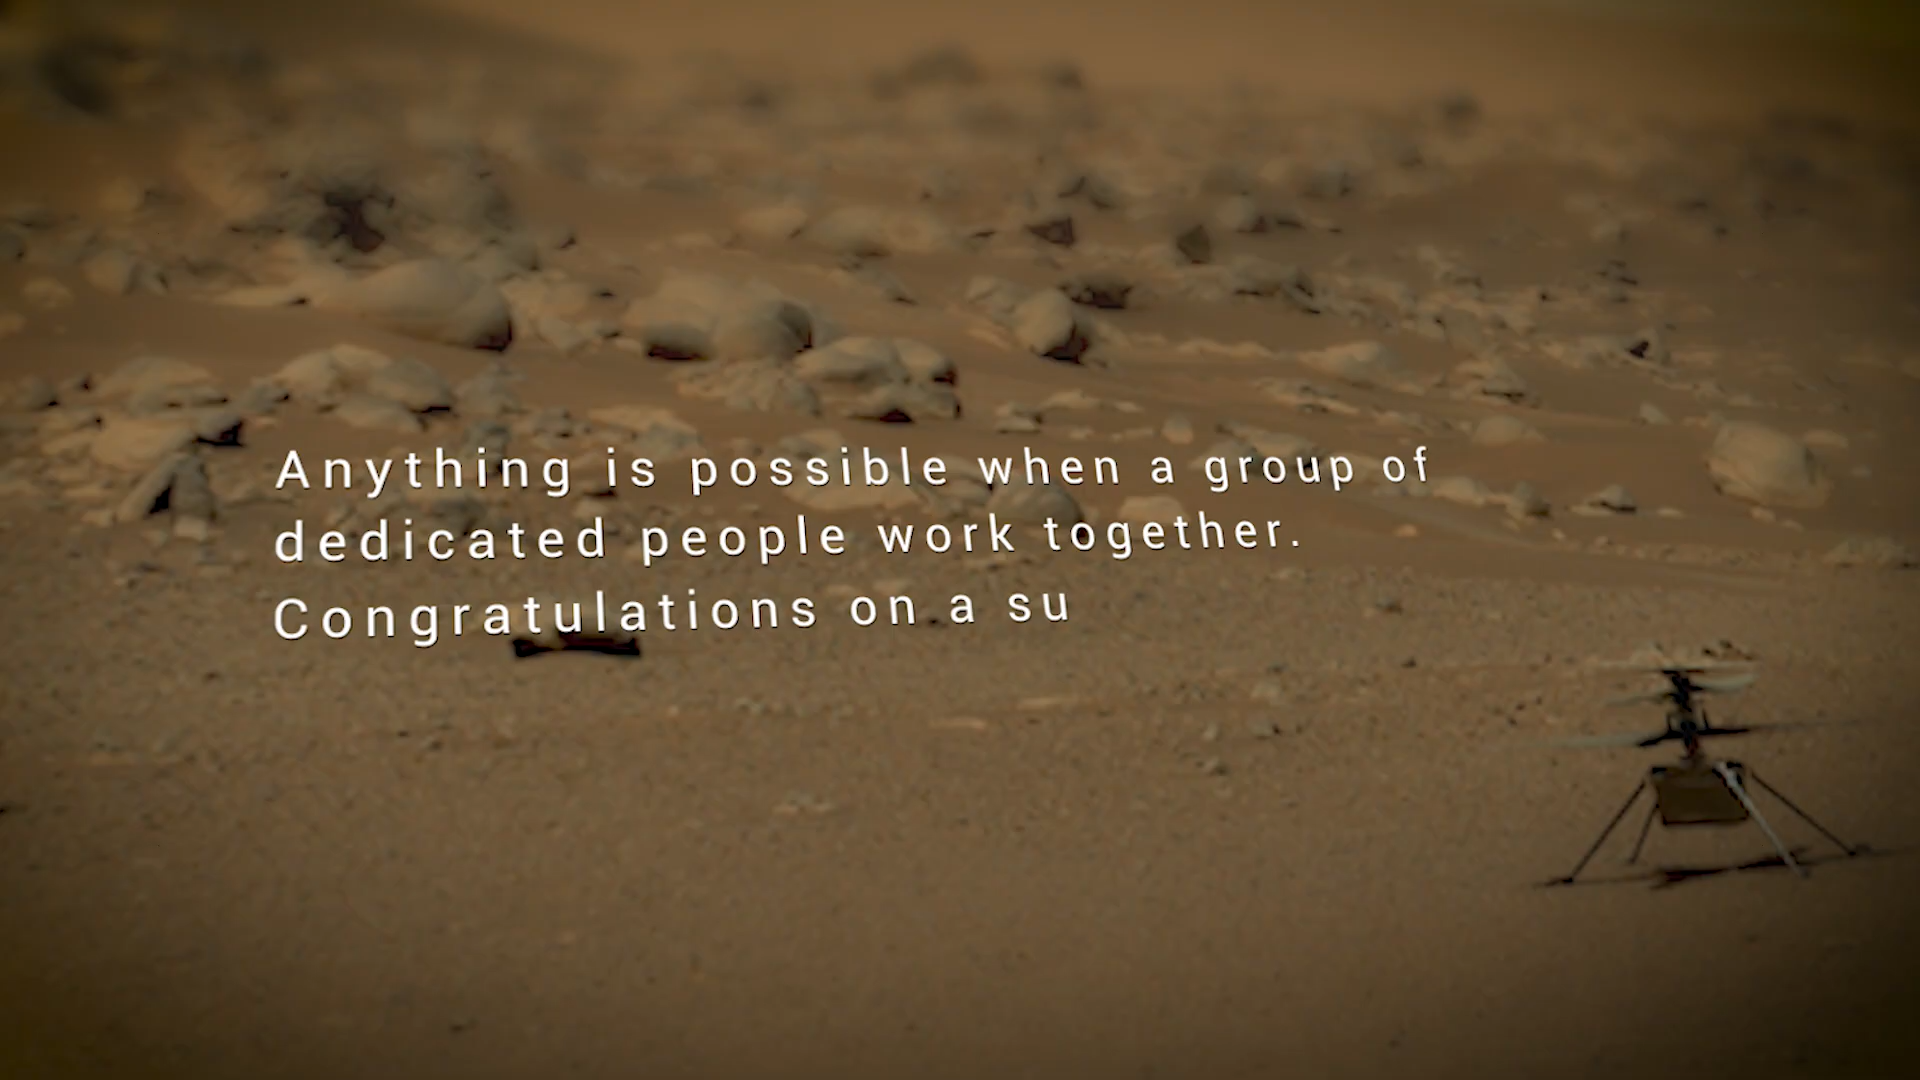 Anything is possible when a group of
dedicated people work together.
Congratulations on a su